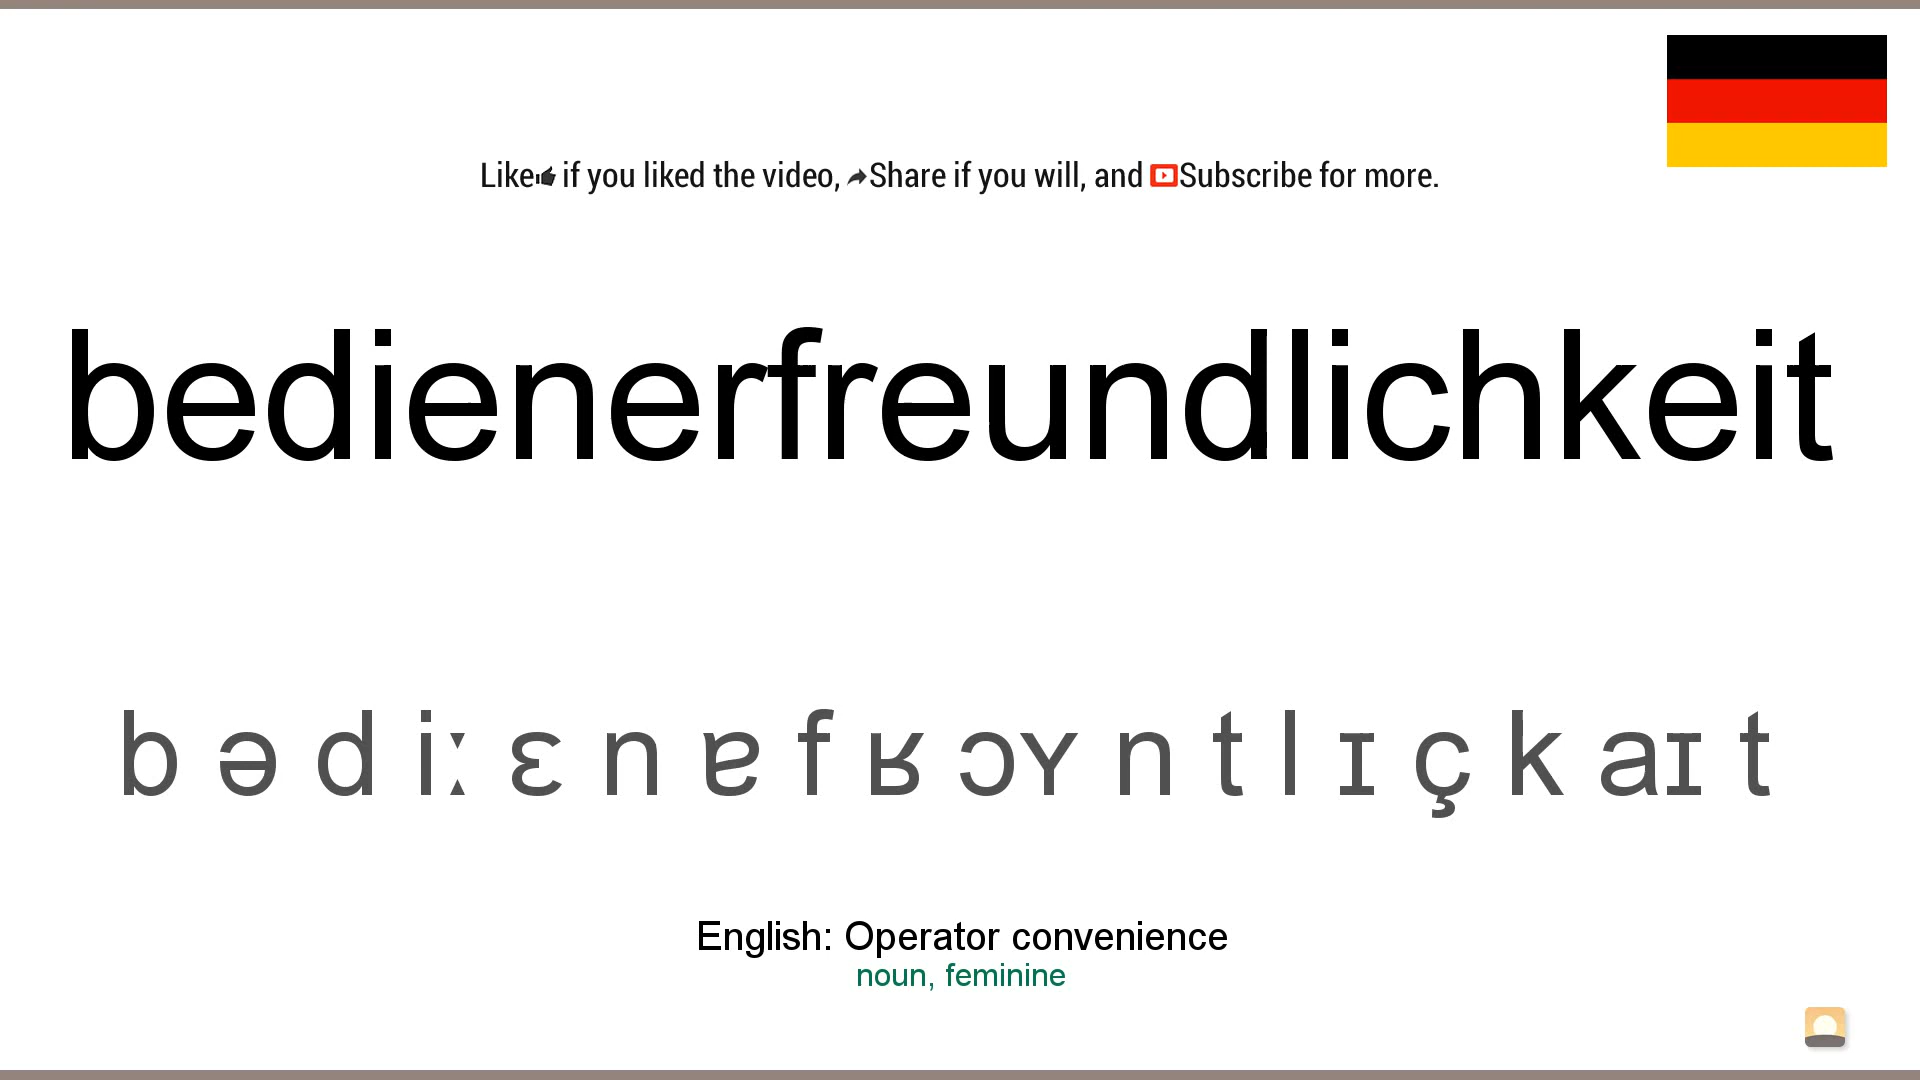 Like if you liked the video, Share if you will, and Subscribe for more.
bedienerfreundlichkeit
b ə d iː ɛ n ɐ f ʁ ɔʏ n t l ɪ ç k aɪ t
English: Operator convenience
noun, feminine